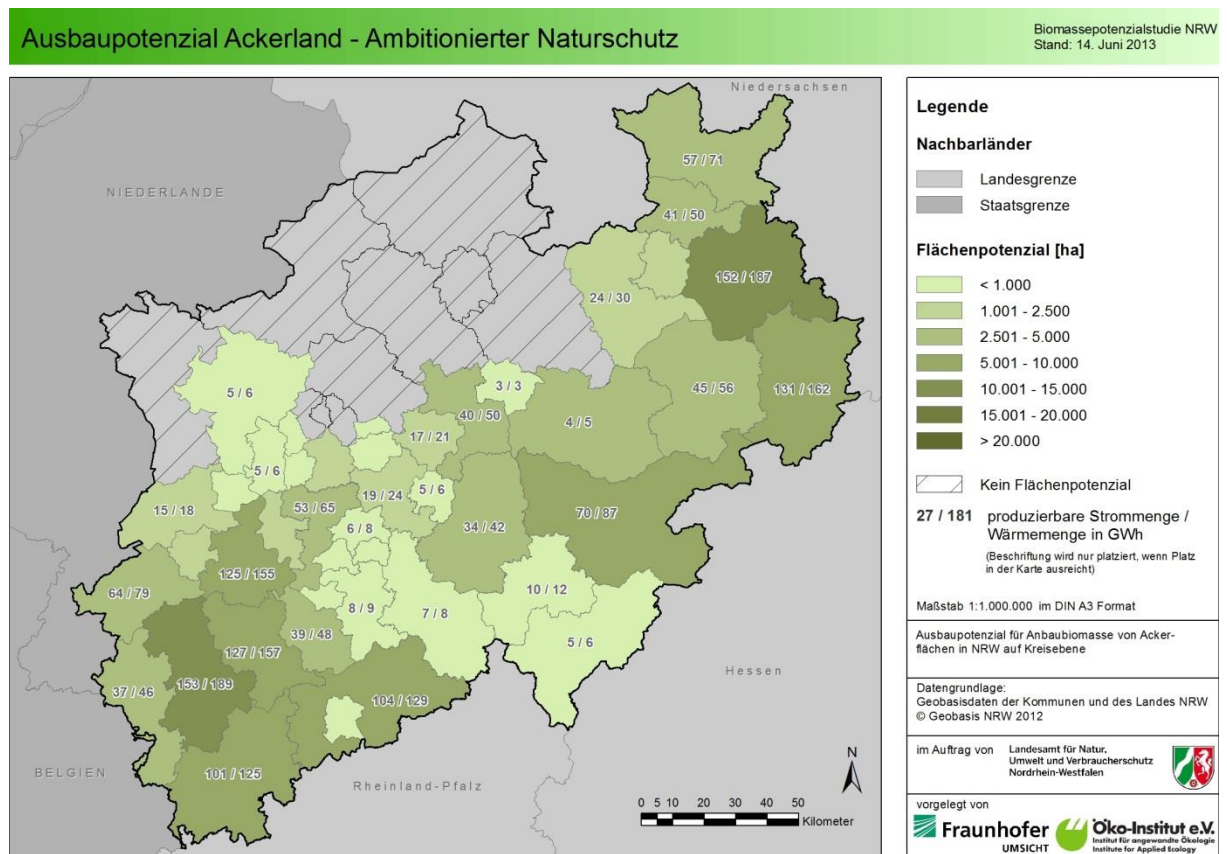 Ausbaupotenzial Ackerland - Ambitionierter Naturschutz
Biomassepotenzialstudie NRW
Stand: 14. Juni 2013
Niedersachsen
NIEDERLANDE
57 / 71
41 / 50
152 / 187
24 / 30
45 / 56
131 / 162
5 / 6
3 / 3
40 / 50
4 / 5
17 / 21
5 / 6
19 / 24
5 / 6
15 / 18
53 / 65
6 / 8
34 / 42
70 / 87
125 / 155
64 / 79
10 / 12
8 / 9
7 / 8
39 / 48
5 / 6
127 / 157
37 / 46
153 / 189
104 / 129
101 / 125
Hessen
BELGIEN
Rheinland-Pfalz
N
0 5 10 20 30 40 50
Kilometer
Legende
Nachbarländer
Landesgrenze
Staatsgrenze
Flächenpotenzial [ha]
< 1.000
1.001 - 2.500
2.501 - 5.000
5.001 - 10.000
10.001 - 15.000
15.001 - 20.000
> 20.000
Kein Flächenpotenzial
27 / 181 produzierbare Strommenge /
Wärmemenge in GWh
(Beschriftung wird nur platziert, wenn Platz
in der Karte ausreicht)
Maßstab 1:1.000.000 im DIN A3 Format
Ausbaupotenzial für Anbaubiomasse von Acker-
flächen in NRW auf Kreisebene
Datengrundlage:
Geobasisdaten der Kommunen und des Landes NRW
© Geobasis NRW 2012
im Auftrag von
Landesamt für Natur,
Umwelt und Verbraucherschutz
Nordrhein-Westfalen
vorgelegt von
Fraunhofer
UMSICHT
Öko-Institut e.V.
Institut für angewandte Ökologie
Institute for Applied Ecology